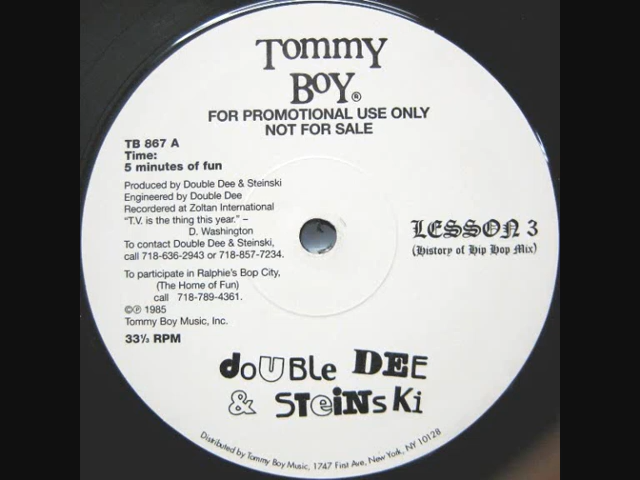 TOMMY
BOY®
FOR PROMOTIONAL USE ONLY
NOT FOR SALE
TB 867 A
Time:
5 minutes of fun
Produced by Double Dee & Steinski
Engineered by Double Dee
Recordered at Zoltan International
"T.V. is the thing this year." –
D. Washington
To contact Double Dee & Steinski,
call 718-636-2943 or 718-857-7234.
To participate in Ralphie's Bop City,
(The Home of Fun)
call 718-789-4361.
©℗ 1985
Tommy Boy Music, Inc.
33⅓ RPM
LESSON 3
(History of Hip Hop Mix)
doUBLe DEE
& STeiNsKi
Distributed by Tommy Boy Music, 1747 First Ave, New York, NY 10128